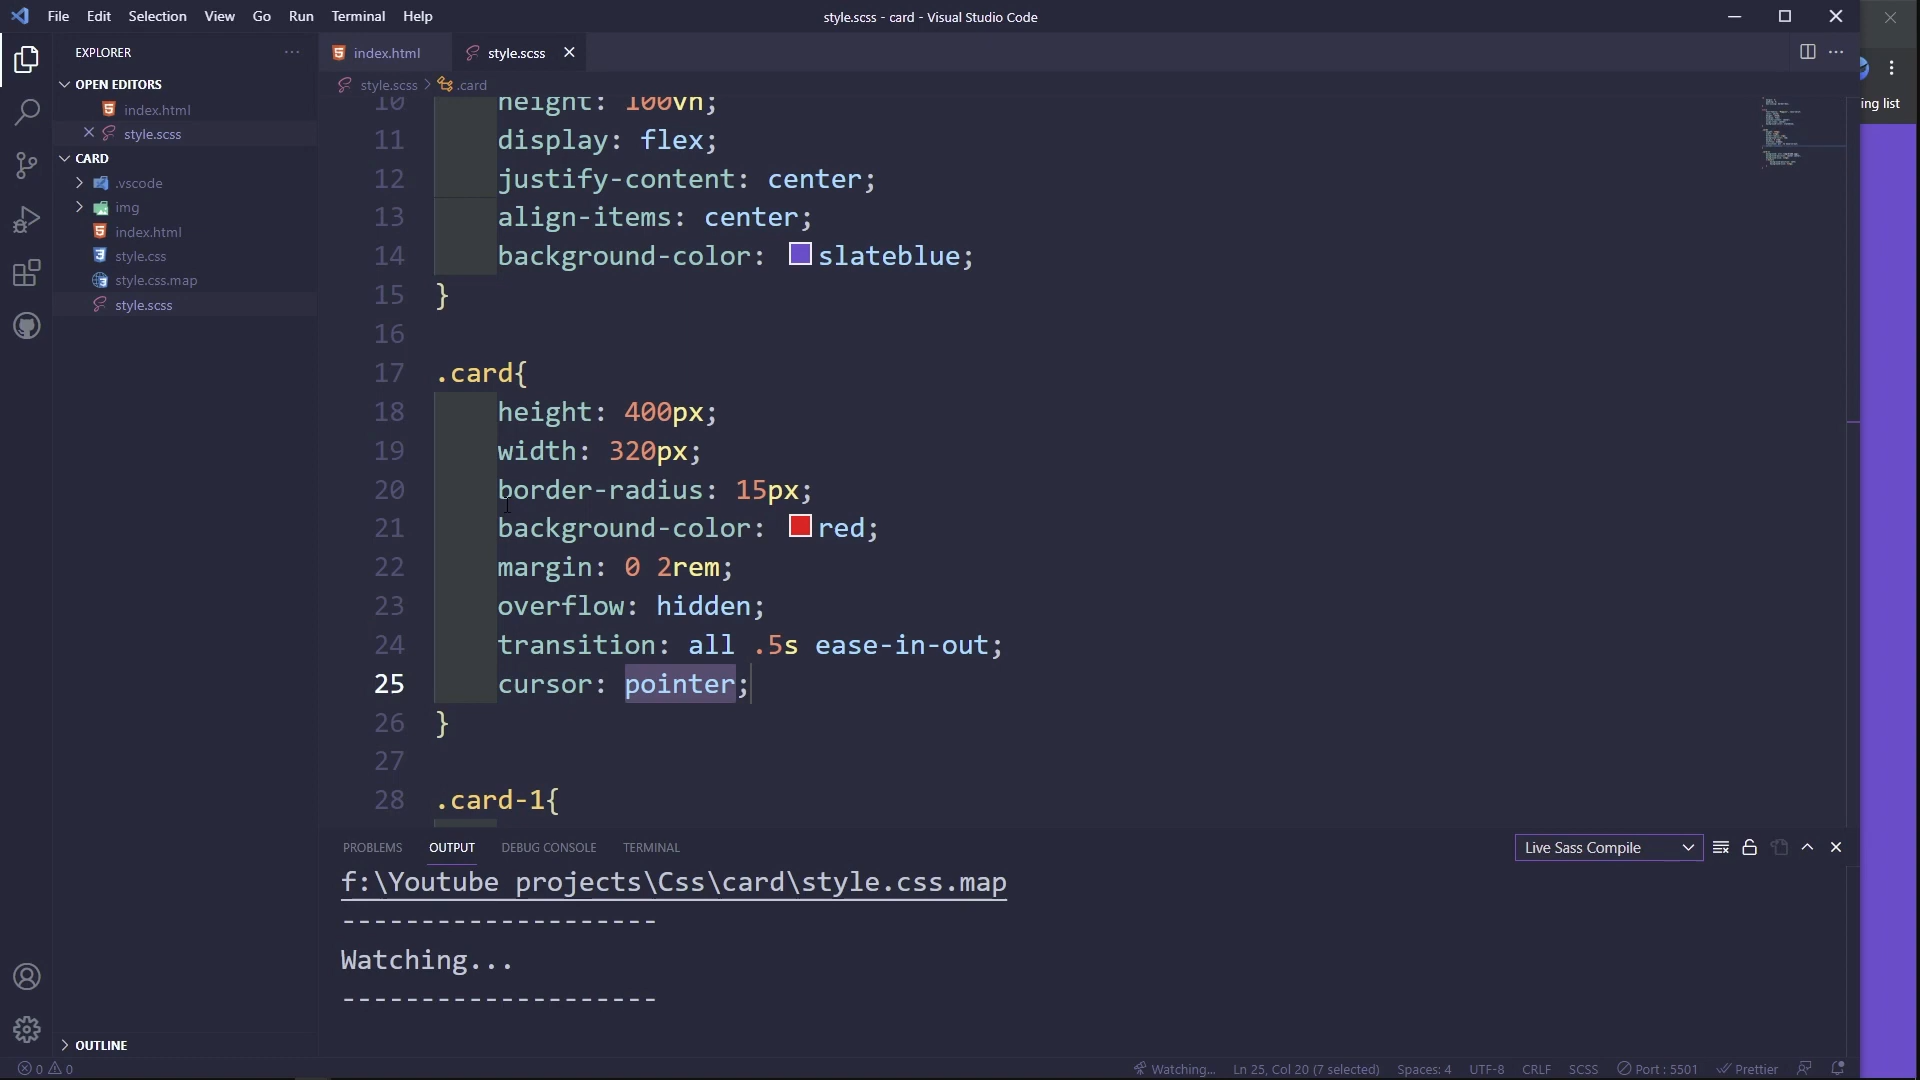 File Edit Selection View Go Run Terminal Help
style.scss - card - Visual Studio Code
EXPLORER
index.html
style.scss
OPEN EDITORS
style.scss > .card
index.html
style.scss
CARD
.vscode
img
index.html
style.css
style.css.map
style.scss
ing list
10 height: 100vh;
11 display: flex;
12 justify-content: center;
13 align-items: center;
14 background-color: slateblue;
15 }
16
17 .card{
18 height: 400px;
19 width: 320px;
20 border-radius: 15px;
21 background-color: red;
22 margin: 0 2rem;
23 overflow: hidden;
24 transition: all .5s ease-in-out;
25 cursor: pointer;
26 }
27
28 .card-1{
PROBLEMS OUTPUT DEBUG CONSOLE TERMINAL
Live Sass Compile
f:\Youtube projects\Css\card\style.css.map
--------------------
Watching...
--------------------
OUTLINE
0 0
Watching... Ln 25, Col 20 (7 selected) Spaces: 4 UTF-8 CRLF SCSS Port : 5501 Prettier